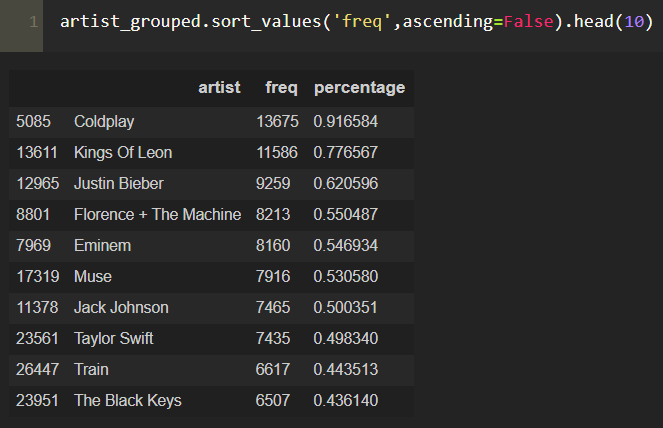 1 artist_grouped.sort_values('freq',ascending=False).head(10)
artist freq percentage
5085 Coldplay 13675 0.916584
13611 Kings Of Leon 11586 0.776567
12965 Justin Bieber 9259 0.620596
8801 Florence + The Machine 8213 0.550487
7969 Eminem 8160 0.546934
17319 Muse 7916 0.530580
11378 Jack Johnson 7465 0.500351
23561 Taylor Swift 7435 0.498340
26447 Train 6617 0.443513
23951 The Black Keys 6507 0.436140